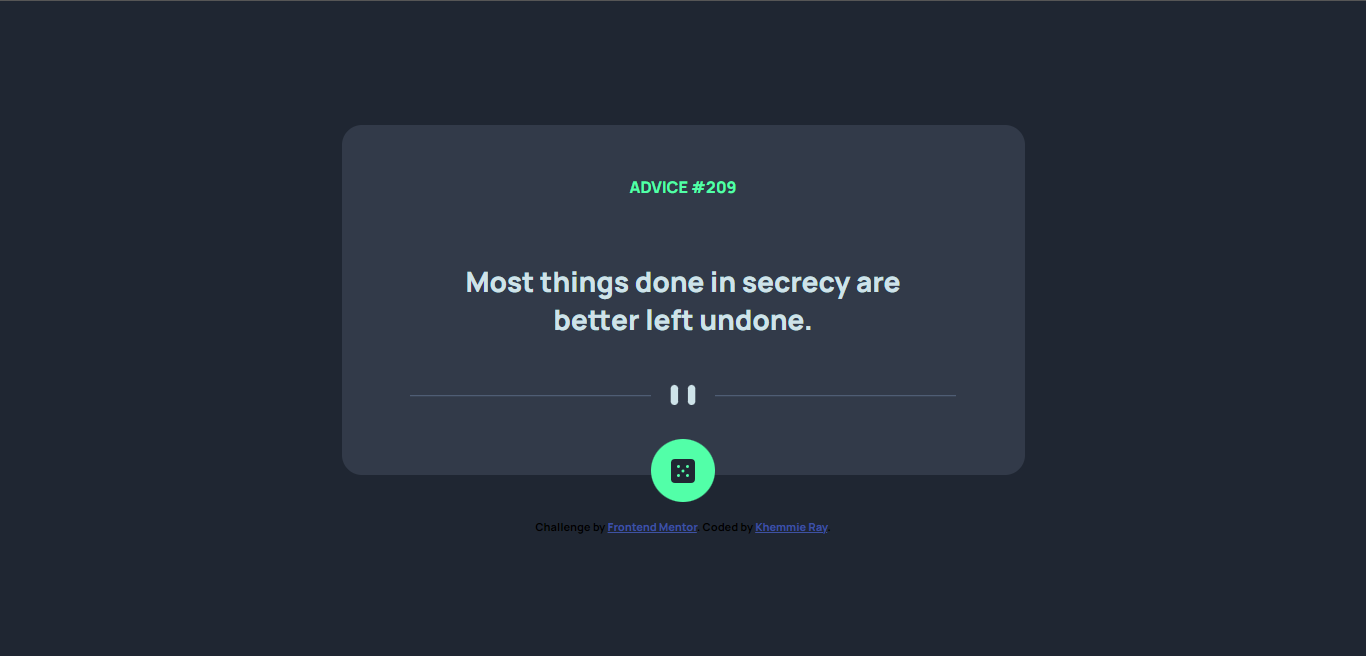 ADVICE #209
Most things done in secrecy are
better left undone.
Challenge by Frontend Mentor. Coded by Khemmie Ray.